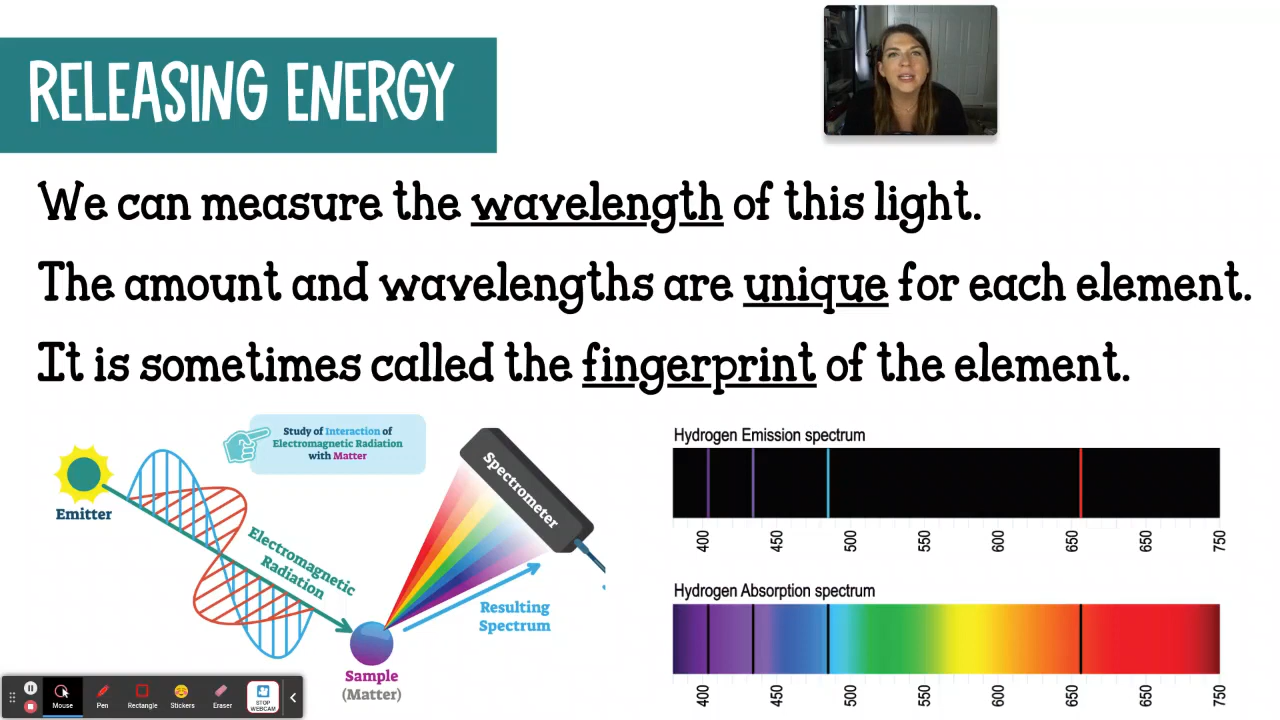 RELEASING ENERGY
We can measure the wavelength of this light.
The amount and wavelengths are unique for each element.
It is sometimes called the fingerprint of the element.
Study of Interaction of
Electromagnetic Radiation
with Matter
Emitter
Electromagnetic
Radiation
Spectrometer
Resulting
Spectrum
Sample
(Matter)
Hydrogen Emission spectrum
400 450 500 550 600 650 650 750
Hydrogen Absorption spectrum
400 450 500 550 600 650 650 750
Mouse Pen Rectangle Stickers Eraser STOP
WEBCAM